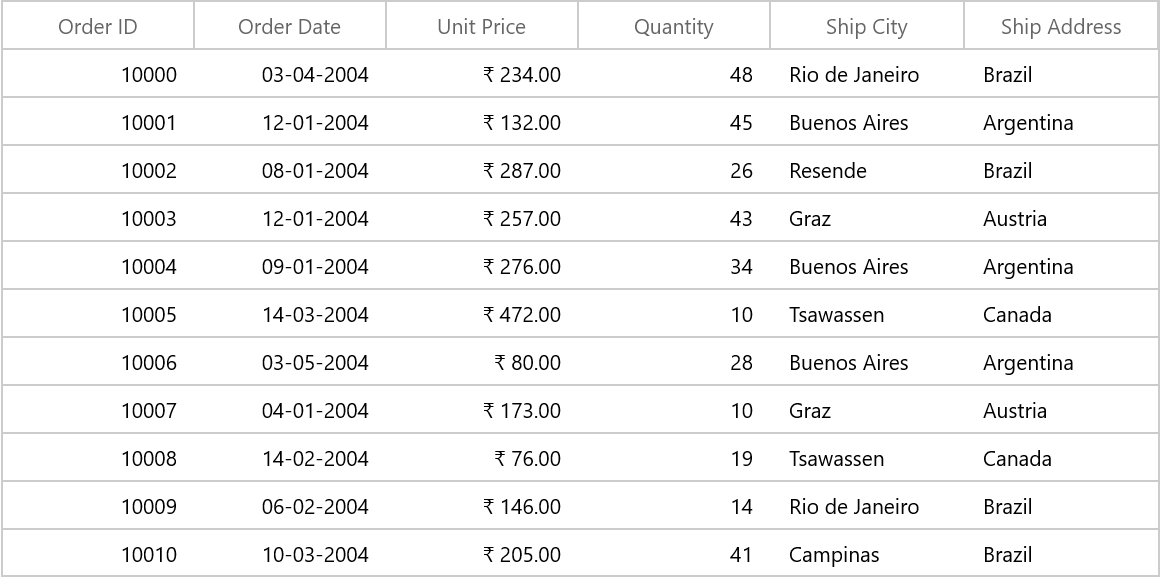 Order ID Order Date Unit Price Quantity Ship City Ship Address
10000 03-04-2004 ₹ 234.00 48 Rio de Janeiro Brazil
10001 12-01-2004 ₹ 132.00 45 Buenos Aires Argentina
10002 08-01-2004 ₹ 287.00 26 Resende Brazil
10003 12-01-2004 ₹ 257.00 43 Graz Austria
10004 09-01-2004 ₹ 276.00 34 Buenos Aires Argentina
10005 14-03-2004 ₹ 472.00 10 Tsawassen Canada
10006 03-05-2004 ₹ 80.00 28 Buenos Aires Argentina
10007 04-01-2004 ₹ 173.00 10 Graz Austria
10008 14-02-2004 ₹ 76.00 19 Tsawassen Canada
10009 06-02-2004 ₹ 146.00 14 Rio de Janeiro Brazil
10010 10-03-2004 ₹ 205.00 41 Campinas Brazil